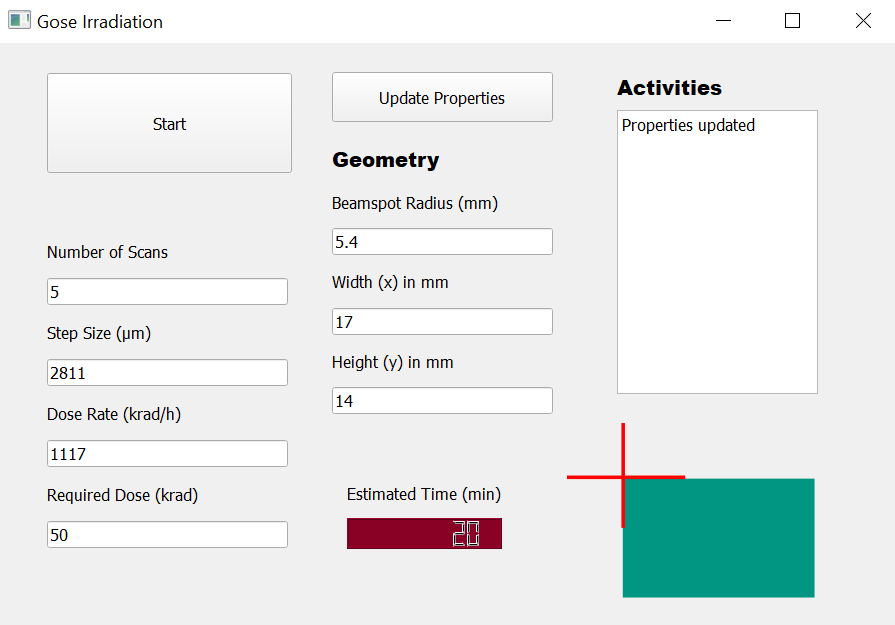 Gose Irradiation
Start
Number of Scans
5
Step Size (µm)
2811
Dose Rate (krad/h)
1117
Required Dose (krad)
50
Update Properties
Geometry
Beamspot Radius (mm)
5.4
Width (x) in mm
17
Height (y) in mm
14
Estimated Time (min)
20
Activities
Properties updated